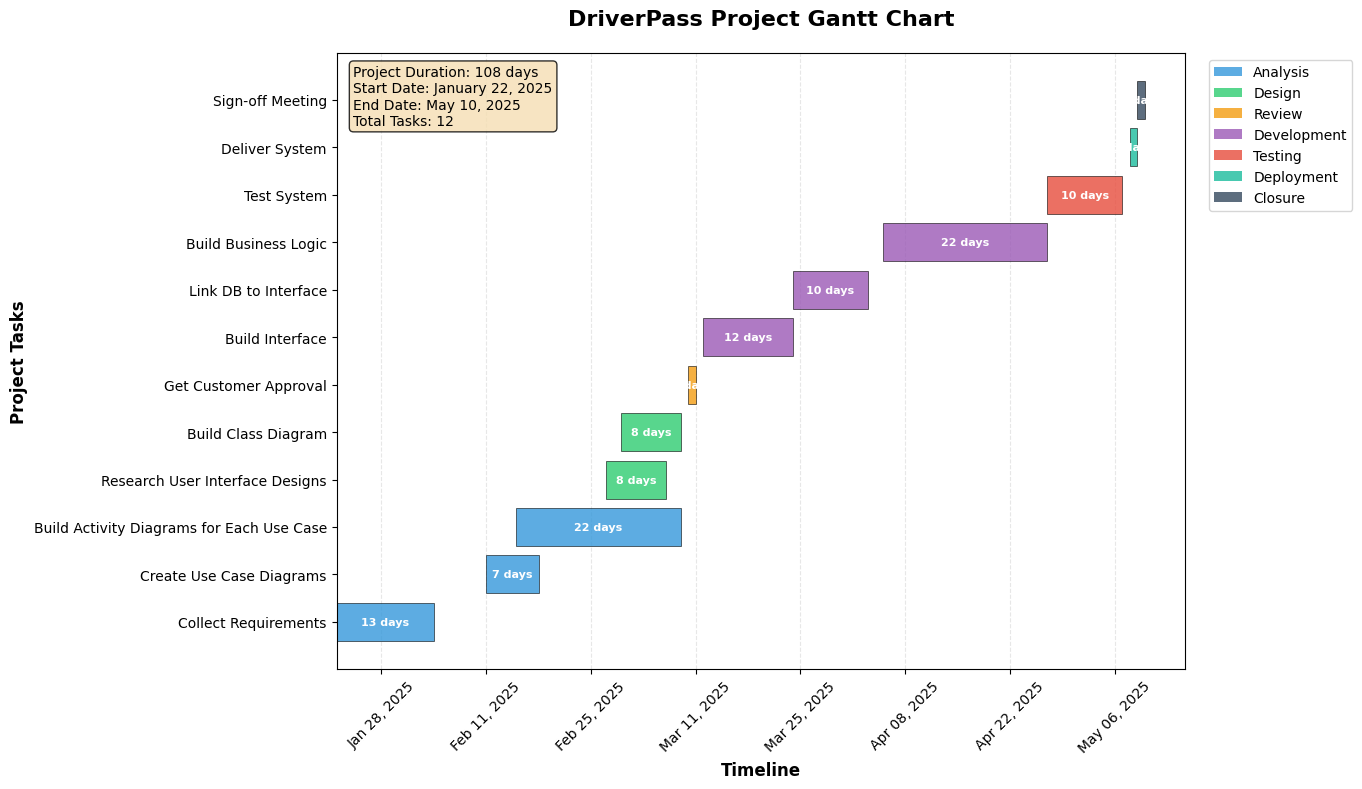 DriverPass Project Gantt Chart
Project Duration: 108 days
Start Date: January 22, 2025
End Date: May 10, 2025
Total Tasks: 12
Analysis
Design
Review
Development
Testing
Deployment
Closure
Project Tasks
Sign-off Meeting
Deliver System
Test System
10 days
Build Business Logic
22 days
Link DB to Interface
10 days
Build Interface
12 days
Get Customer Approval
Build Class Diagram
8 days
Research User Interface Designs
8 days
Build Activity Diagrams for Each Use Case
22 days
Create Use Case Diagrams
7 days
Collect Requirements
13 days
Jan 28, 2025
Feb 11, 2025
Feb 25, 2025
Mar 11, 2025
Mar 25, 2025
Apr 08, 2025
Apr 22, 2025
May 06, 2025
Timeline